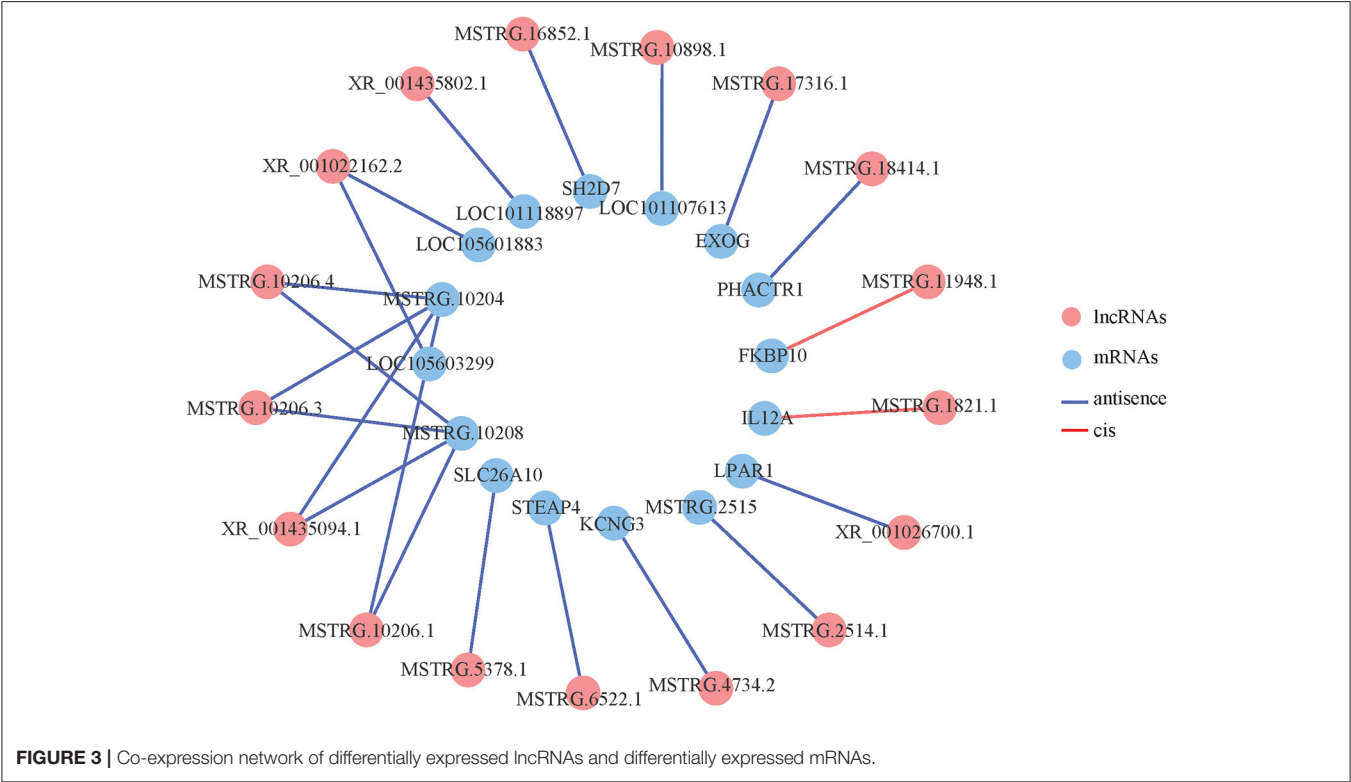 MSTRG.16852.1
MSTRG.10898.1
XR_001435802.1
MSTRG.17316.1
XR_001022162.2
MSTRG.18414.1
SH2D7
LOC101118897
LOC101107613
LOC105601883
EXOG
MSTRG.10206.4
MSTRG.10204
PHACTR1
MSTRG.11948.1
lncRNAs
LOC105603299
FKBP10
mRNAs
MSTRG.10206.3
IL12A
MSTRG.1821.1
antisence
MSTRG.10208
cis
SLC26A10
LPAR1
STEAP4
KCNG3
MSTRG.2515
XR_001435094.1
XR_001026700.1
MSTRG.10206.1
MSTRG.2514.1
MSTRG.5378.1
MSTRG.6522.1
MSTRG.4734.2
FIGURE 3 | Co-expression network of differentially expressed lncRNAs and differentially expressed mRNAs.